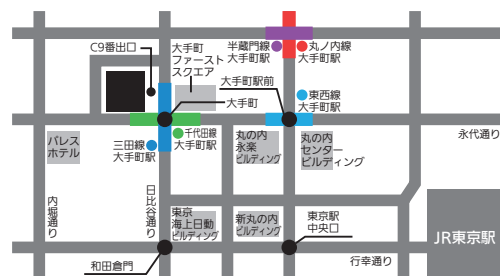 C9番出口
大手町
ファースト
スクエア
半蔵門線
大手町駅
丸ノ内線
大手町駅
大手町駅前
大手町
東西線
大手町駅
永代通り
パレス
ホテル
三田線
大手町駅
千代田線
大手町駅
丸の内
永楽
ビルディング
丸の内
センター
ビルディング
内堀通り
日比谷通り
東京
海上日動
ビルディング
新丸の内
ビルディング
東京駅
中央口
JR東京駅
和田倉門
行幸通り